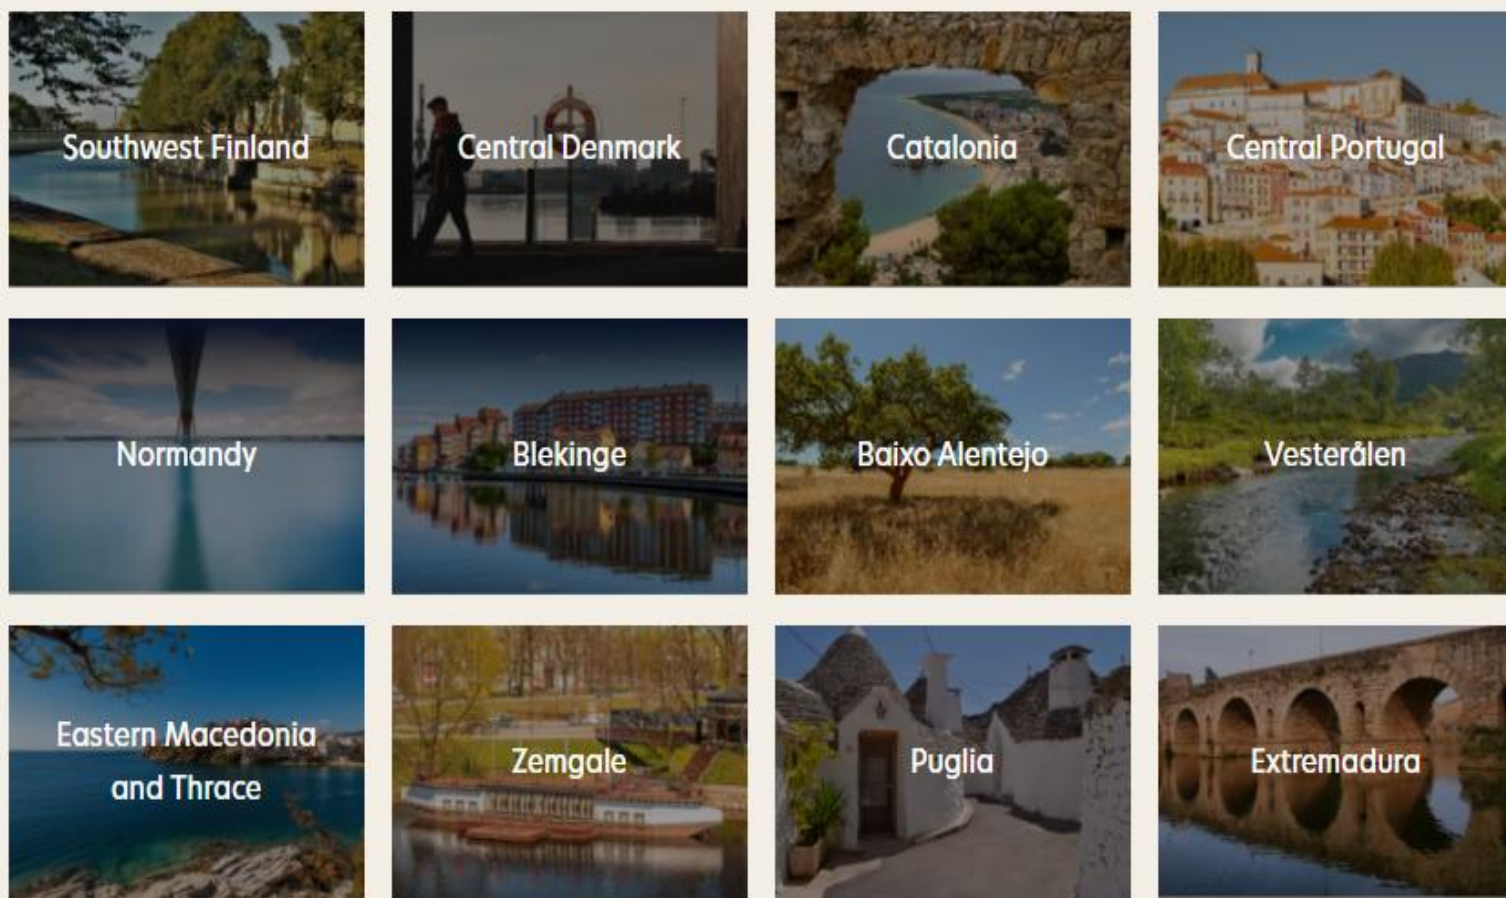 Southwest Finland
Central Denmark
Catalonia
Central Portugal
Normandy
Blekinge
Baixo Alentejo
Vesterålen
Eastern Macedonia
and Thrace
Zemgale
Puglia
Extremadura